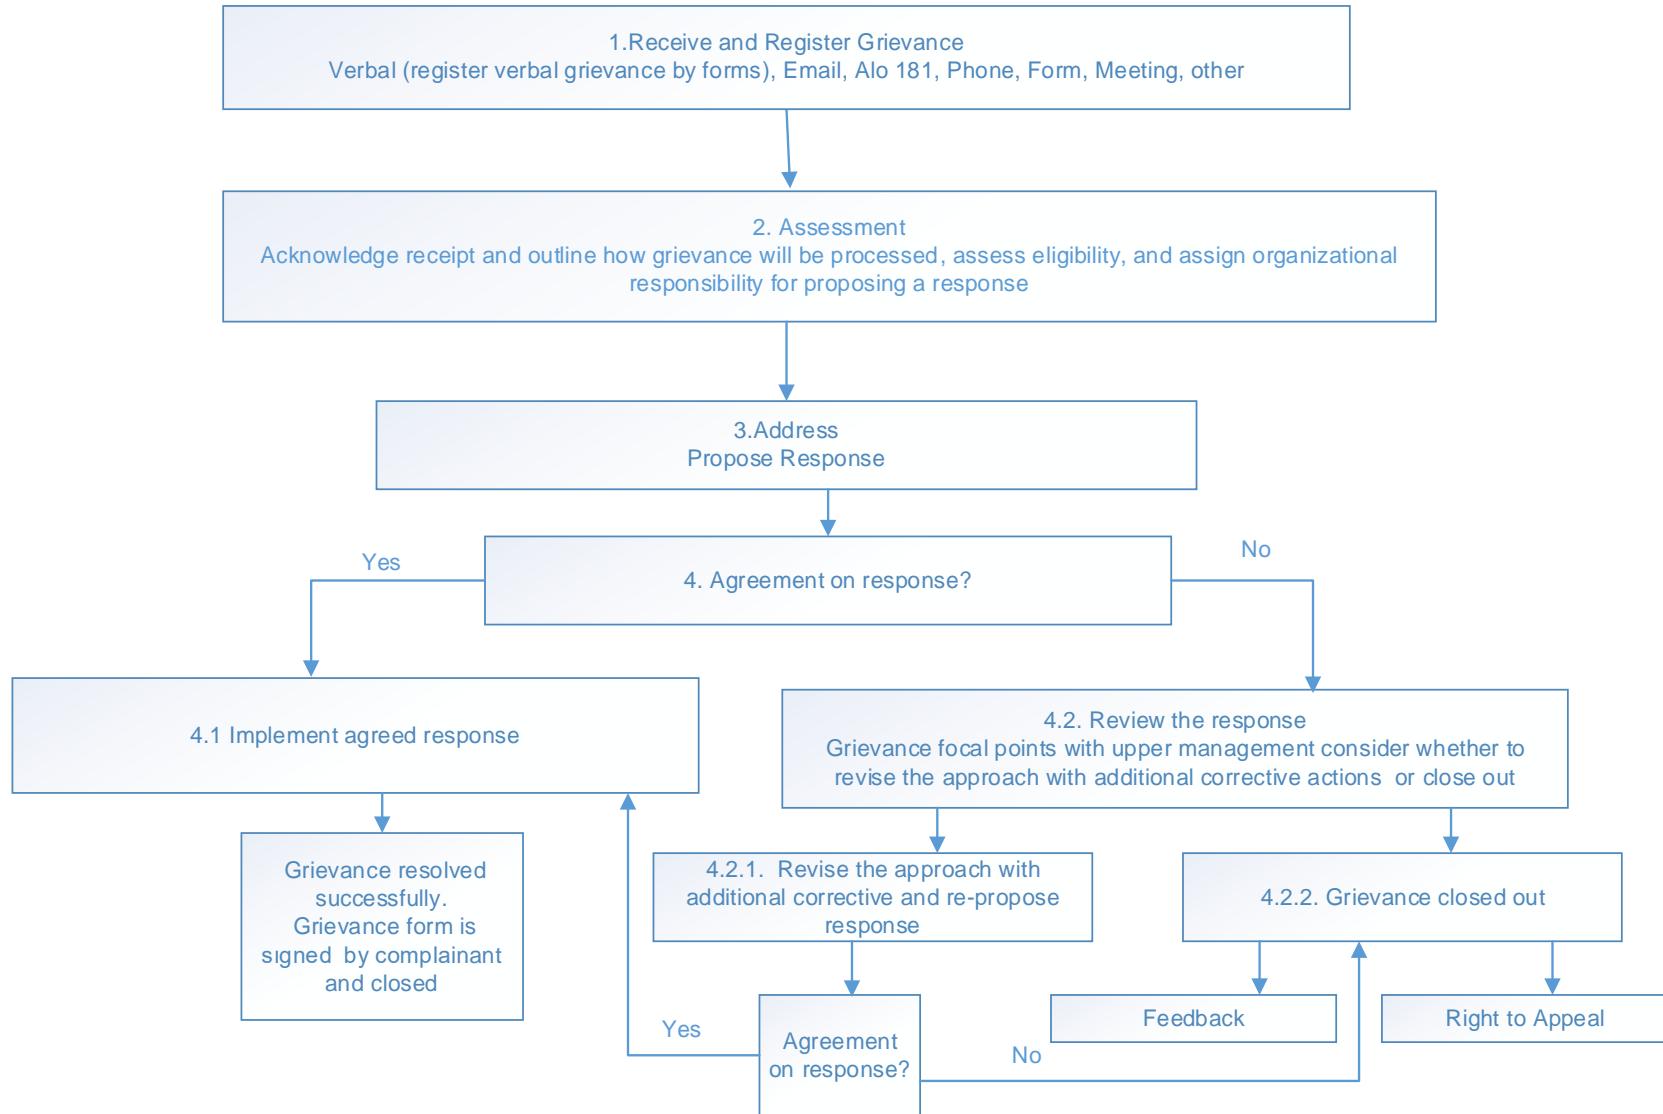 1.Receive and Register Grievance
Verbal (register verbal grievance by forms), Email, Alo 181, Phone, Form, Meeting, other
2. Assessment
Acknowledge receipt and outline how grievance will be processed, assess eligibility, and assign organizational
responsibility for proposing a response
3.Address
Propose Response
4. Agreement on response?
Yes
No
4.1 Implement agreed response
4.2. Review the response
Grievance focal points with upper management consider whether to
revise the approach with additional corrective actions  or close out
Grievance resolved
successfully.
Grievance form is
signed  by complainant
and closed
4.2.1.  Revise the approach with
additional corrective and re-propose
response
4.2.2. Grievance closed out
Yes
Agreement
on response?
No
Feedback
Right to Appeal